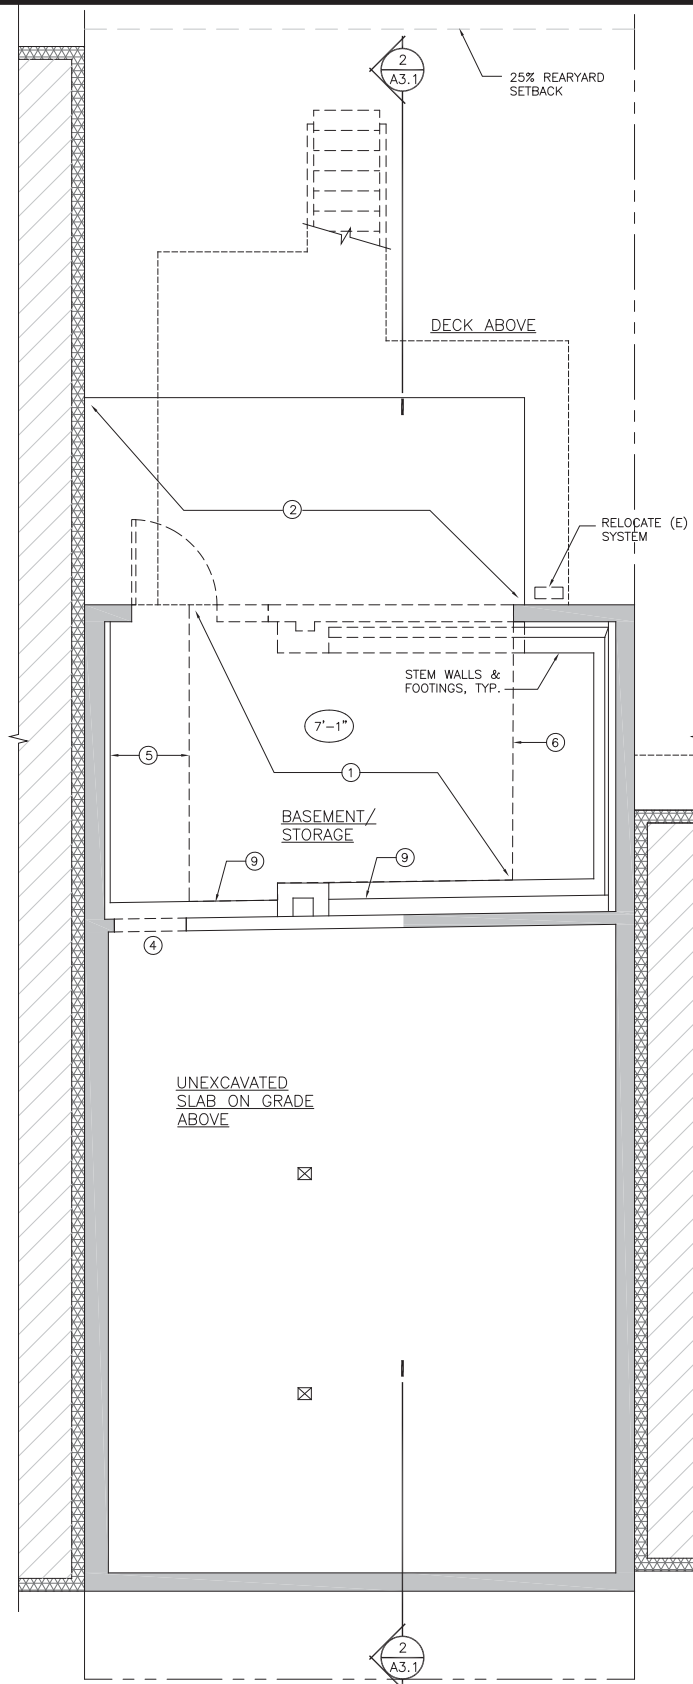 2
A3.1
25% REARYARD
SETBACK
DECK ABOVE
2
RELOCATE (E)
SYSTEM
STEM WALLS &
FOOTINGS, TYP.
7'-1"
5
6
1
BASEMENT/
STORAGE
9
9
4
UNEXCAVATED
SLAB ON GRADE
ABOVE
2
A3.1